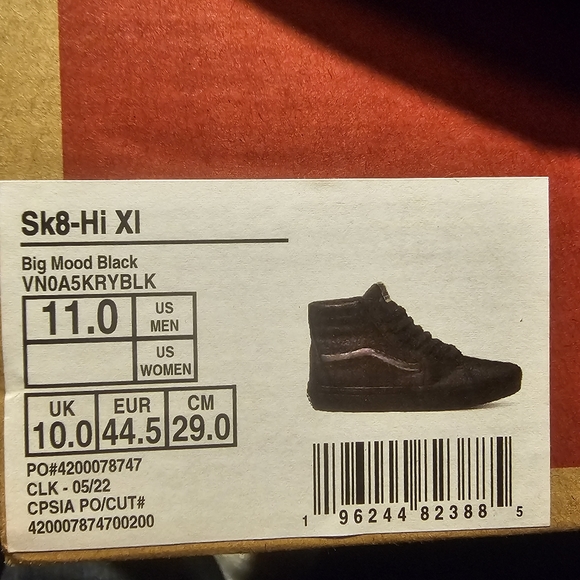 Sk8-Hi XI
Big Mood Black
VN0A5KRYBLK
11.0 US MEN
US WOMEN
UK EUR CM
10.0 44.5 29.0
PO#4200078747
CLK - 05/22
CPSIA PO/CUT#
420007874700200
1 96244 82388 5